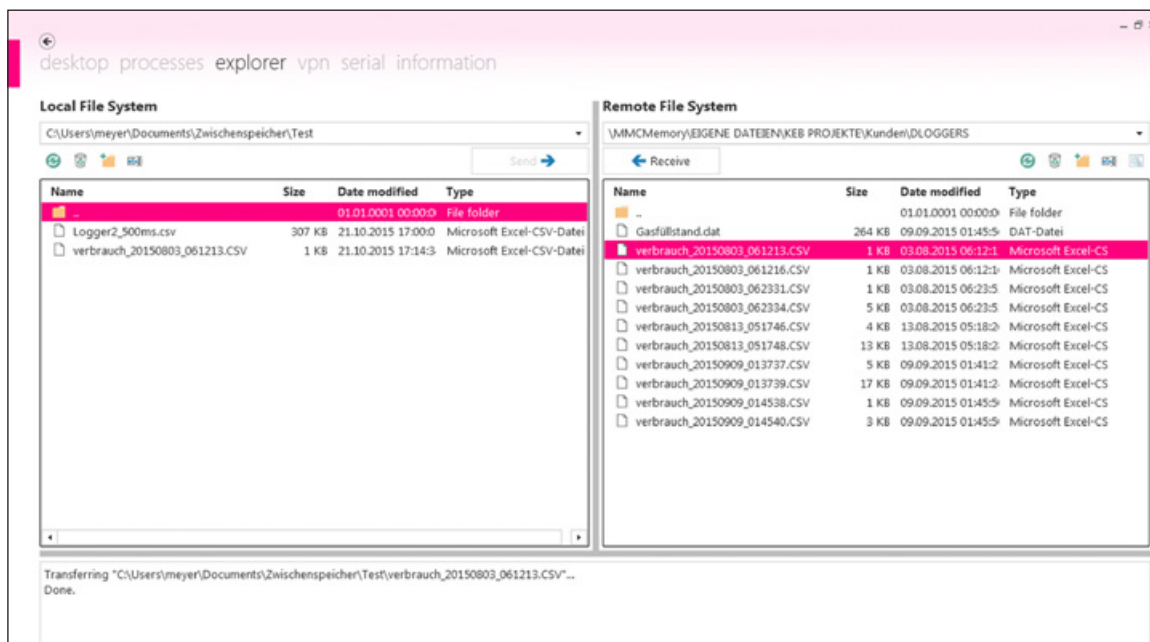 desktop processes explorer vpn serial information
Local File System
C:\Users\meyer\Documents\Zwischenspeicher\Test
Send
Name Size Date modified Type
.. 01.01.0001 00:00:0 File folder
Logger2_500ms.csv 307 KB 21.10.2015 17:00:0 Microsoft Excel-CSV-Datei
verbrauch_20150803_061213.CSV 1 KB 21.10.2015 17:14:3 Microsoft Excel-CSV-Datei
Remote File System
\MMCMemory\EIGENE DATEIEN\KEB PROJEKTE\Kunden\DLOGGERS
Receive
Name Size Date modified Type
.. 01.01.0001 00:00:0 File folder
Gasfüllstand.dat 264 KB 09.09.2015 01:45:5 DAT-Datei
verbrauch_20150803_061213.CSV 1 KB 03.08.2015 06:12:1 Microsoft Excel-CS
verbrauch_20150803_061216.CSV 1 KB 03.08.2015 06:12:1 Microsoft Excel-CS
verbrauch_20150803_062331.CSV 1 KB 03.08.2015 06:23:5 Microsoft Excel-CS
verbrauch_20150803_062334.CSV 5 KB 03.08.2015 06:23:5 Microsoft Excel-CS
verbrauch_20150813_051746.CSV 4 KB 13.08.2015 05:18:2 Microsoft Excel-CS
verbrauch_20150813_051748.CSV 13 KB 13.08.2015 05:18:2 Microsoft Excel-CS
verbrauch_20150909_013737.CSV 5 KB 09.09.2015 01:41:2 Microsoft Excel-CS
verbrauch_20150909_013739.CSV 17 KB 09.09.2015 01:41:2 Microsoft Excel-CS
verbrauch_20150909_014538.CSV 1 KB 09.09.2015 01:45:5 Microsoft Excel-CS
verbrauch_20150909_014540.CSV 3 KB 09.09.2015 01:45:5 Microsoft Excel-CS
Transferring "C:\Users\meyer\Documents\Zwischenspeicher\Test\verbrauch_20150803_061213.CSV"...
Done.